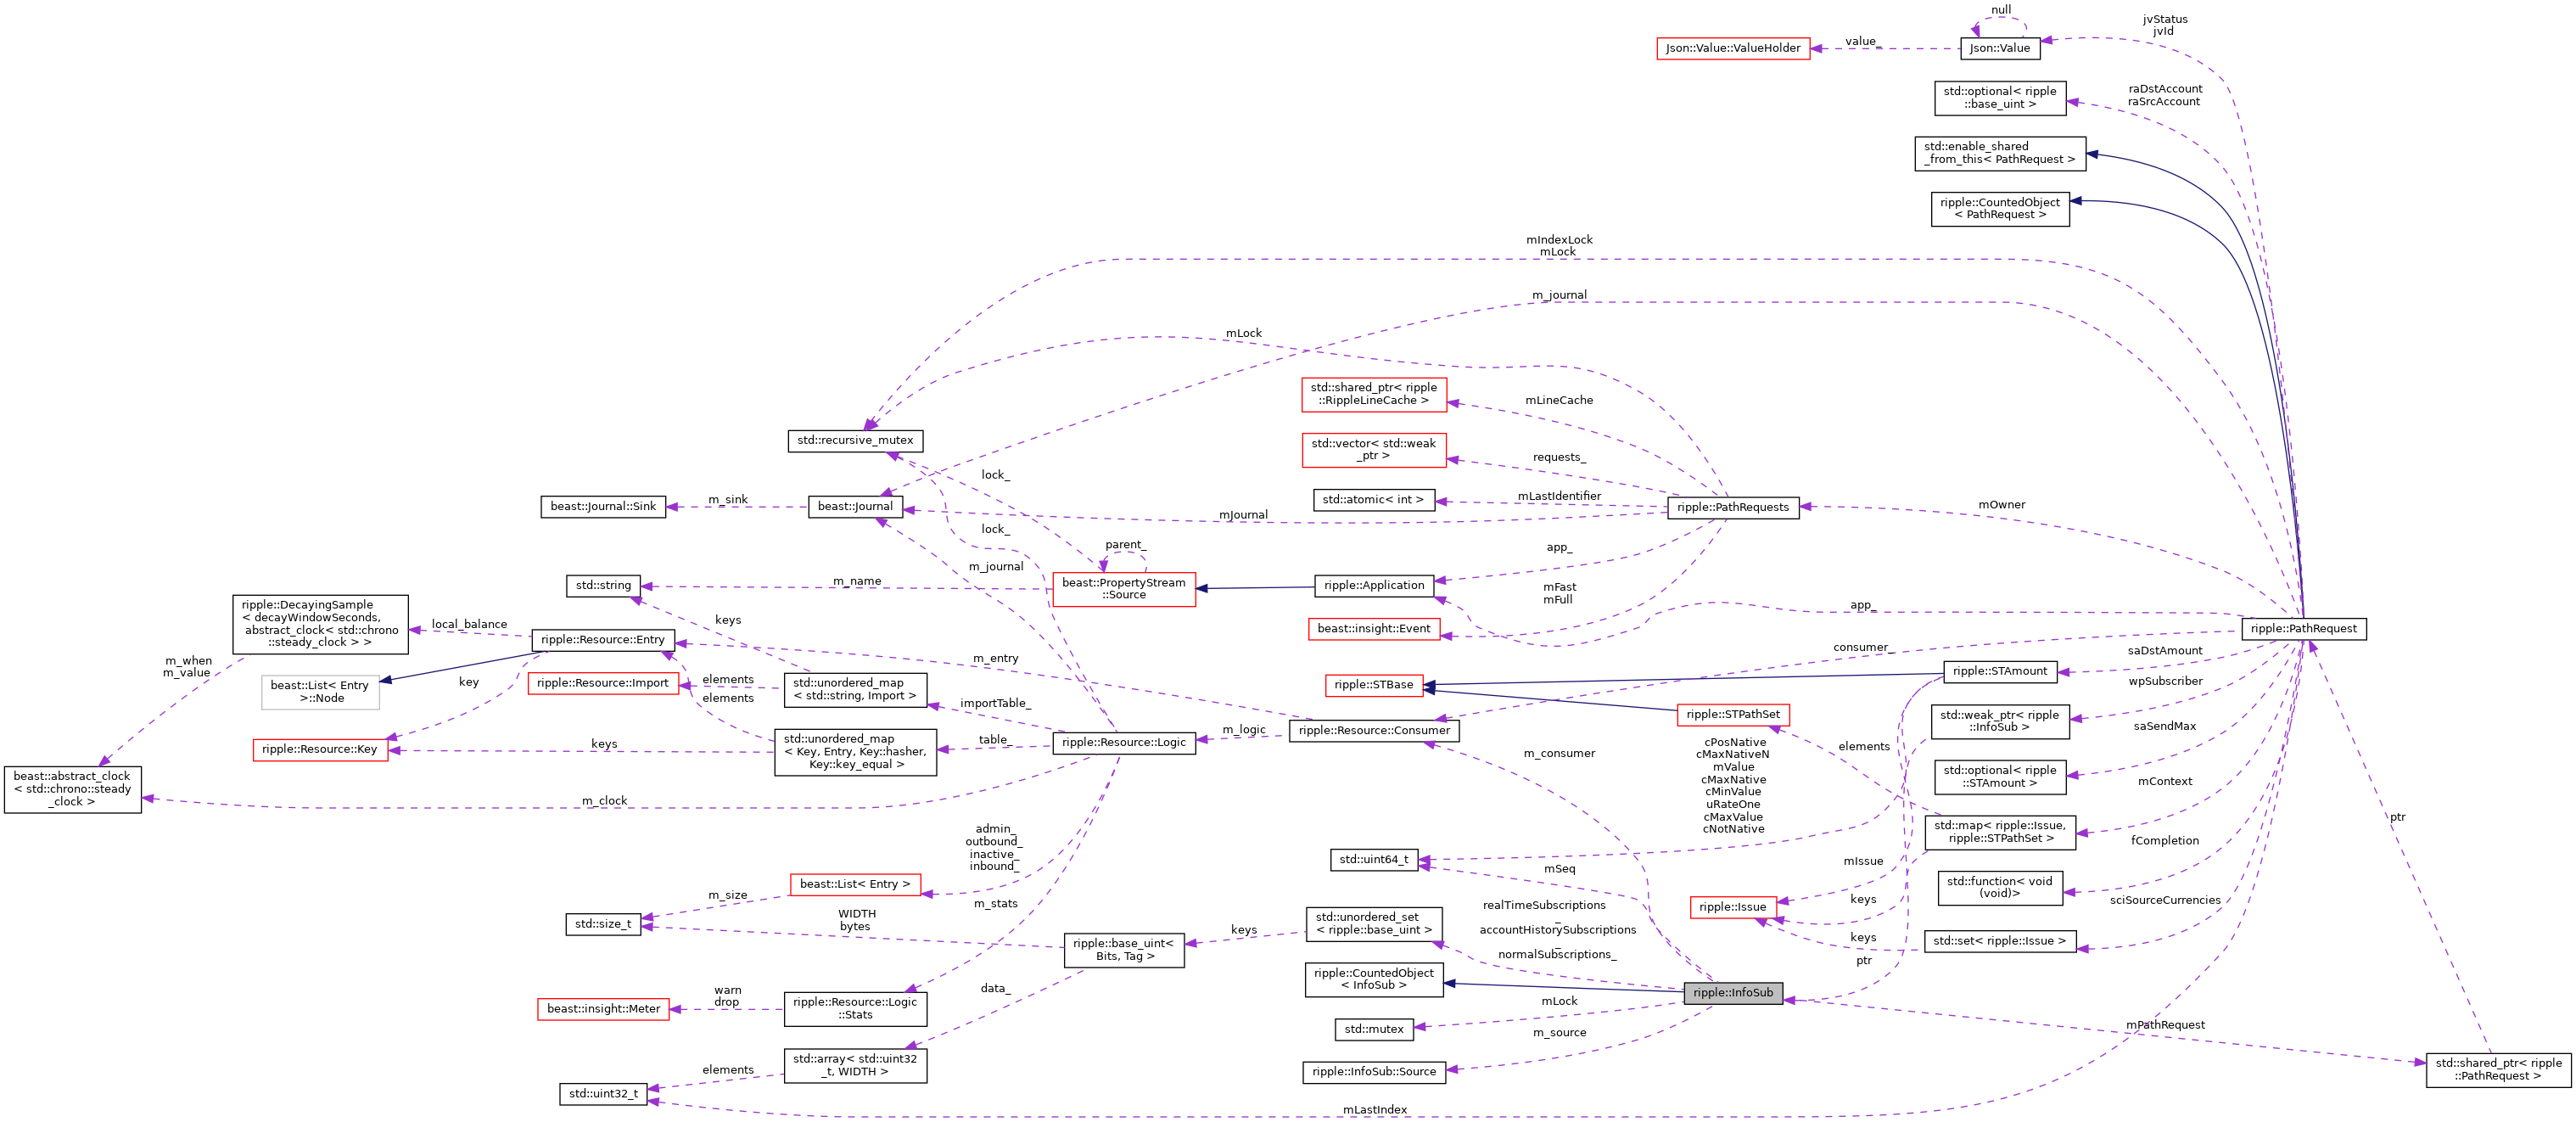 null
jvStatus
jvId
Json::Value::ValueHolder
value_
Json::Value
std::optional< ripple
::base_uint >
raDstAccount
raSrcAccount
std::enable_shared
_from_this< PathRequest >
ripple::CountedObject
< PathRequest >
mIndexLock
mLock
m_journal
mLock
std::shared_ptr< ripple
::RippleLineCache >
mLineCache
std::recursive_mutex
std::vector< std::weak
_ptr >
requests_
lock_
beast::Journal::Sink
m_sink
beast::Journal
mJournal
std::atomic< int >
mLastIdentifier
ripple::PathRequests
mOwner
lock_
parent_
app_
m_journal
std::string
m_name
beast::PropertyStream
::Source
ripple::Application
mFast
mFull
app_
ripple::DecayingSample
< decayWindowSeconds,
abstract_clock< std::chrono
::steady_clock > >
local_balance
keys
beast::insight::Event
ripple::PathRequest
ripple::Resource::Entry
m_entry
consumer_
saDstAmount
m_when
m_value
beast::List< Entry
>::Node
key
ripple::Resource::Import
elements
elements
std::unordered_map
< std::string, Import >
importTable_
ripple::STBase
ripple::STAmount
wpSubscriber
ripple::STPathSet
std::weak_ptr< ripple
::InfoSub >
saSendMax
ripple::Resource::Key
keys
std::unordered_map
< Key, Entry, Key::hasher,
Key::key_equal >
table_
ripple::Resource::Logic
m_logic
ripple::Resource::Consumer
m_consumer
cPosNative
cMaxNativeN
mValue
cMaxNative
cMinValue
uRateOne
cMaxValue
cNotNative
elements
std::optional< ripple
::STAmount >
mContext
beast::abstract_clock
< std::chrono::steady
_clock >
m_clock
std::map< ripple::Issue,
ripple::STPathSet >
fCompletion
ptr
admin_
outbound_
inactive_
inbound_
std::uint64_t
mSeq
mIssue
beast::List< Entry >
m_size
m_stats
keys
std::function< void
(void)>
sciSourceCurrencies
std::size_t
WIDTH
bytes
realTimeSubscriptions
_
accountHistorySubscriptions
_
normalSubscriptions_
ripple::Issue
std::unordered_set
< ripple::base_uint >
keys
ripple::base_uint<
Bits, Tag >
keys
std::set< ripple::Issue >
ptr
data_
ripple::CountedObject
< InfoSub >
ripple::InfoSub
beast::insight::Meter
warn
drop
ripple::Resource::Logic
::Stats
mLock
std::mutex
m_source
mPathRequest
ripple::InfoSub::Source
std::shared_ptr< ripple
::PathRequest >
std::array< std::uint32
_t, WIDTH >
elements
std::uint32_t
mLastIndex